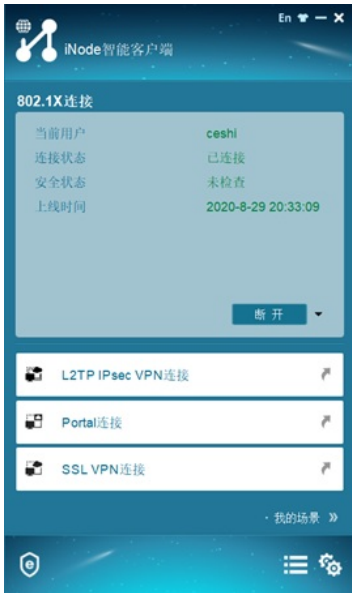 En
iNode智能客户端
802.1X连接
当前用户 ceshi
连接状态 已连接
安全状态 未检查
上线时间 2020-8-29 20:33:09
断开
L2TP IPsec VPN连接
Portal连接
SSL VPN连接
· 我的场景 »
e